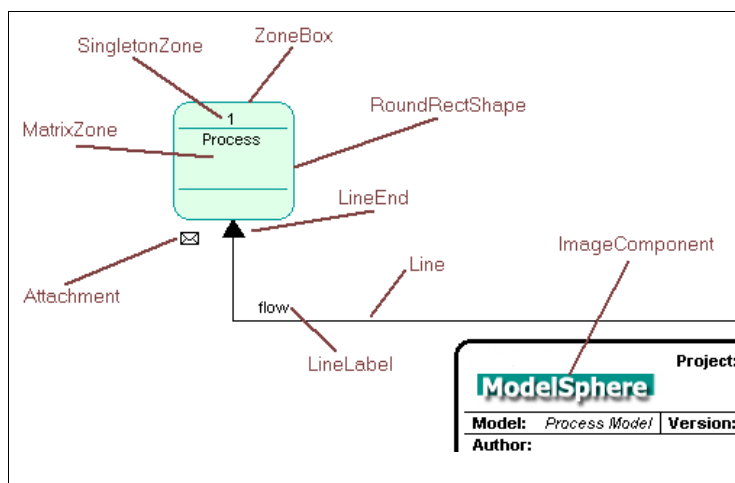 ZoneBox
SingletonZone
RoundRectShape
1
MatrixZone
Process
LineEnd
ImageComponent
Line
Attachment
flow
LineLabel
Project:
ModelSphere
Model: Process Model Version:
Author: